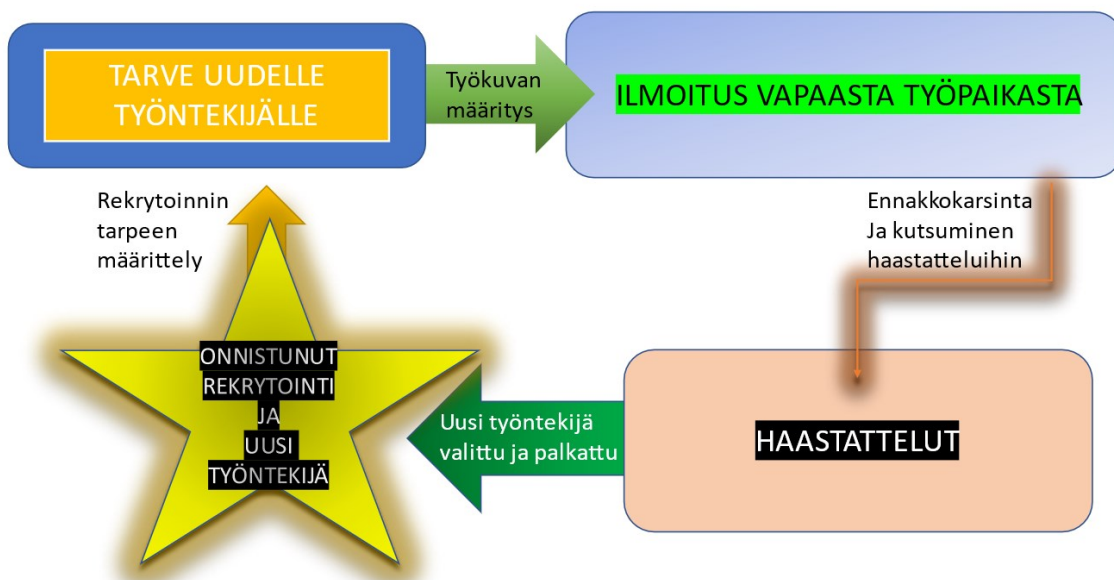 TARVE UUDELLE
TYÖNTEKIJÄLLE
Työkuvan
määritys
ILMOITUS VAPAASTA TYÖPAIKASTA
Rekrytoinnin
tarpeen
määrittely
Ennakkokarsinta
Ja kutsuminen
haastatteluihin
ONNISTUNUT
REKRYTOINTI
JA
UUSI
TYÖNTEKIJÄ
Uusi työntekijä
valittu ja palkattu
HAASTATTELUT